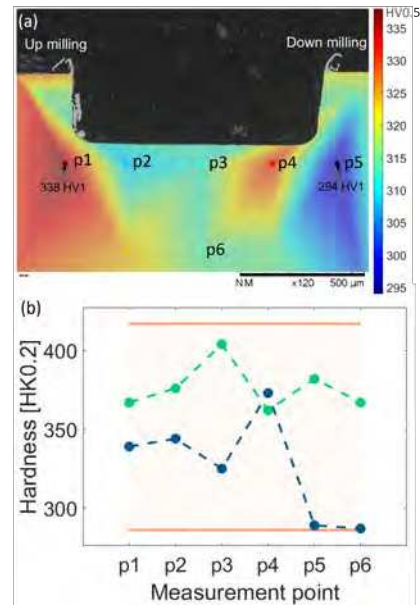 (a)
HV0.5
Up milling
Down milling
335
330
325
320
315
310
305
300
295
p1
p2
p3
p4
p5
338 HV1
294 HV1
p6
NM
x120
500 µm
(b)
Hardness [HK0.2]
400
350
300
p1
p2
p3
p4
p5
p6
Measurement point